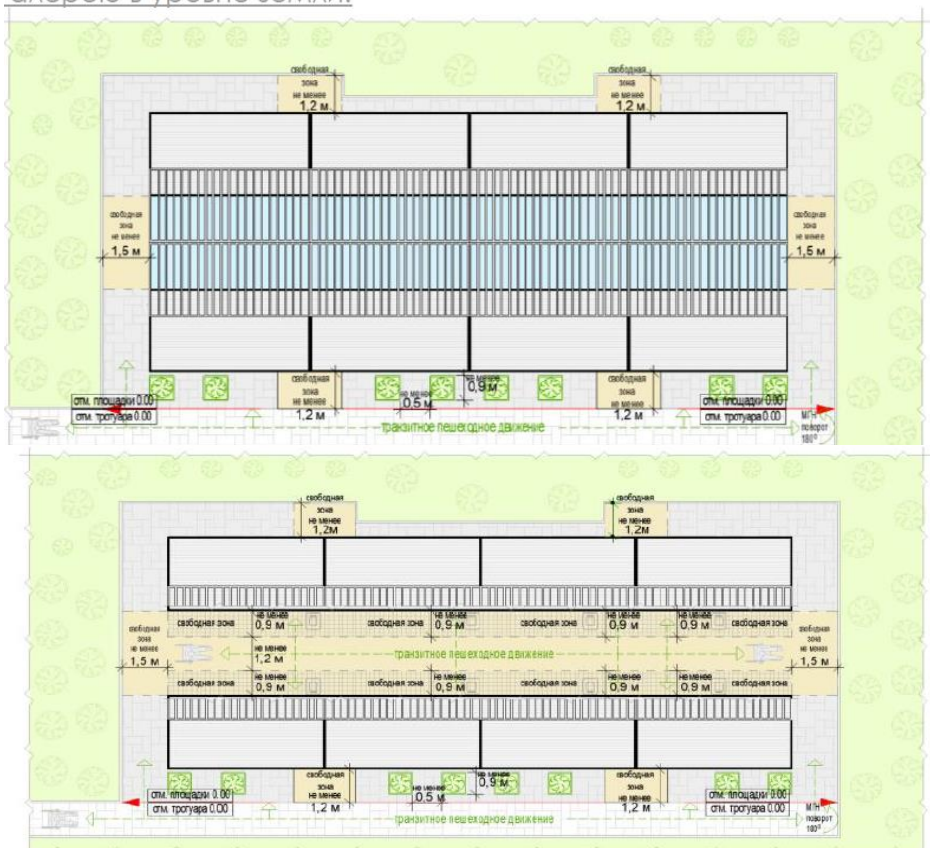 галерею в уровне земли.
свободная
зона
не менее
1,2 м
свободная
зона
не менее
1,2 м
свободная
зона
не менее
1,5 м
свободная
зона
не менее
1,5 м
свободная
зона
не менее
1,2 м
не менее
0,5 м
не менее
0,9 м
свободная
зона
не менее
1,2 м
отм. площадки 0.00
отм. тротуара 0.00
отм. площадки 0.00
отм. тротуара 0.00
транзитное пешеходное движение
МГН
поворот
180⁰
свободная
зона
не менее
1,2м
свободная
зона
не менее
1,2м
свободная
зона
не менее
1,5 м
свободная зона
не менее
0,9 м
свободная зона
не менее
0,9 м
свободная зона
не менее
0,9 м
не менее
0,9 м
свободная зона
свободная
зона
не менее
1,5 м
не менее
1,2 м
транзитное пешеходное движение
свободная зона
не менее
0,9 м
свободная зона
не менее
0,9 м
свободная зона
не менее
0,9 м
не менее
0,9 м
свободная зона
свободная
зона
не менее
1,2 м
не менее
0,5 м
не менее
0,9 м
свободная
зона
не менее
1,2 м
отм. площадки 0.00
отм. тротуара 0.00
отм. площадки 0.00
отм. тротуара 0.00
транзитное пешеходное движение
МГН
поворот
180⁰